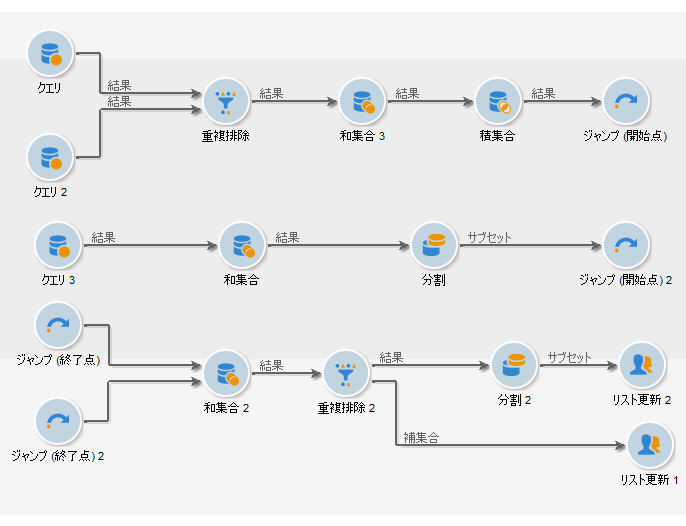 クエリ
結果
結果
結果
結果
結果
重複排除
和集合 3
積集合
ジャンプ (開始点)
クエリ 2
結果
結果
サブセット
クエリ 3
和集合
分割
ジャンプ (開始点) 2
ジャンプ (終了点)
結果
結果
サブセット
和集合 2
重複排除 2
分割 2
リスト更新 2
補集合
ジャンプ (終了点) 2
リスト更新 1